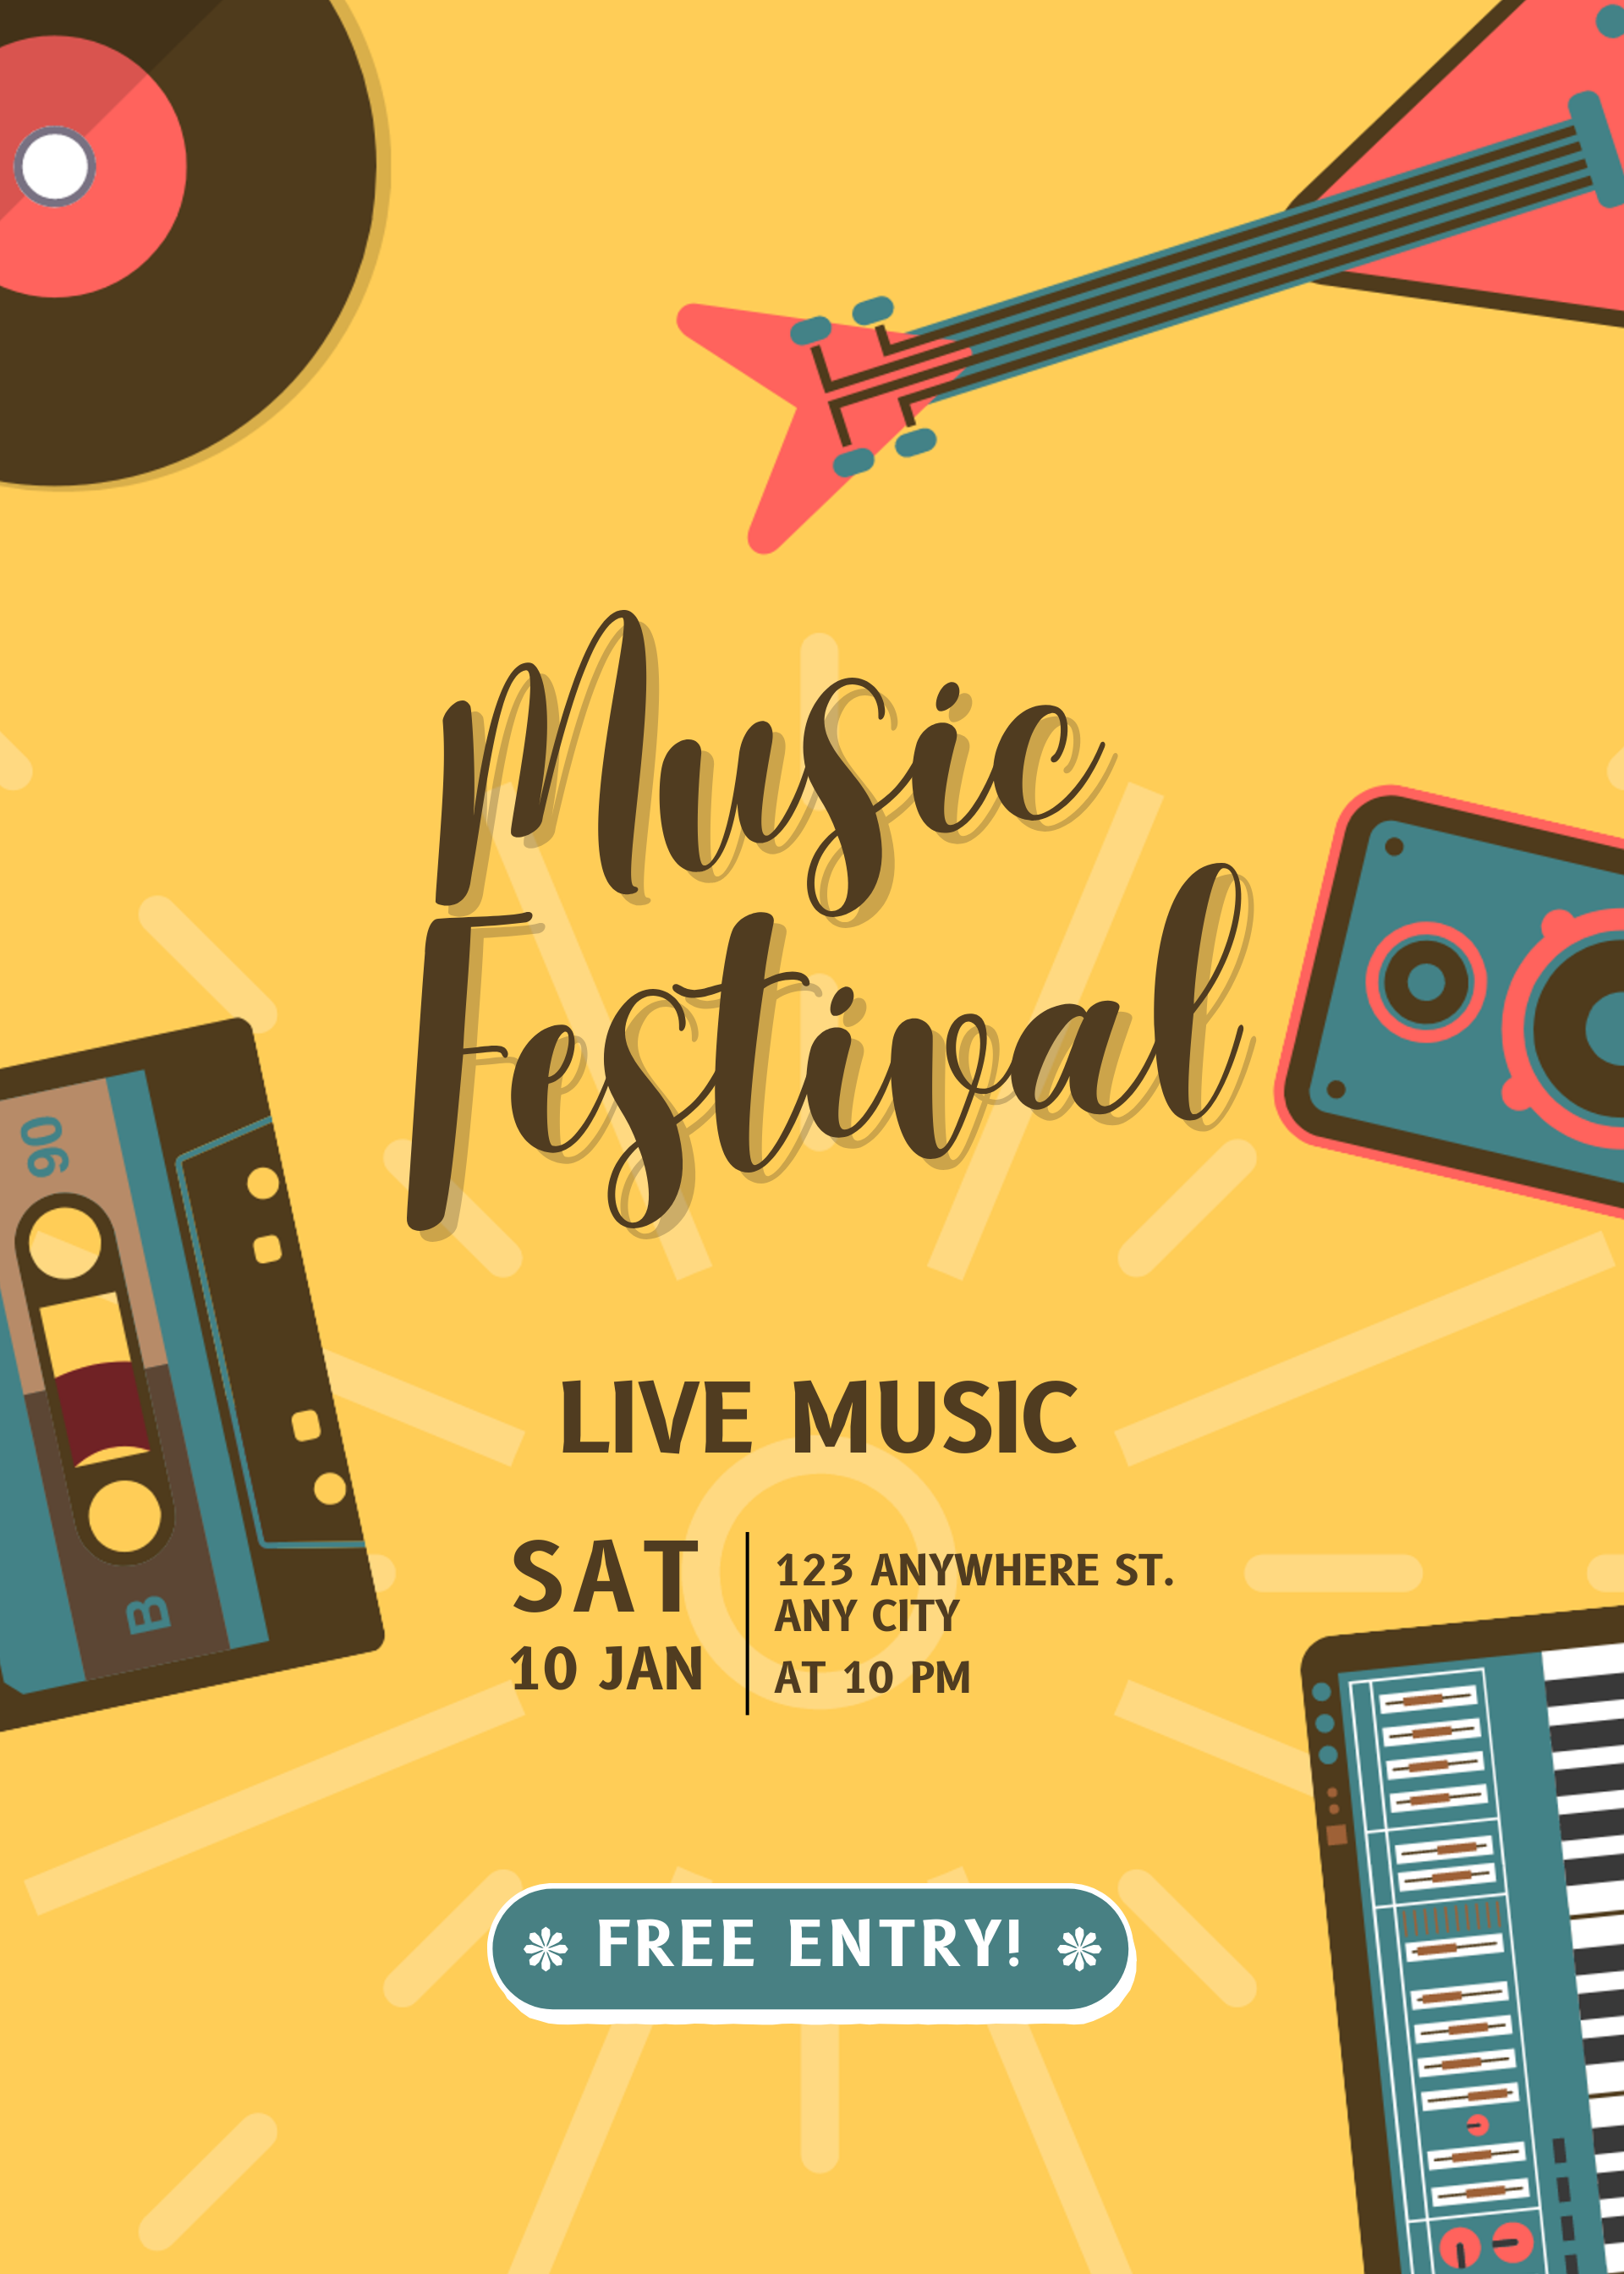 Music
Festival
90
LIVE MUSIC
SAT
10 JAN
123 ANYWHERE ST.
ANY CITY
AT 10 PM
B
FREE ENTRY!